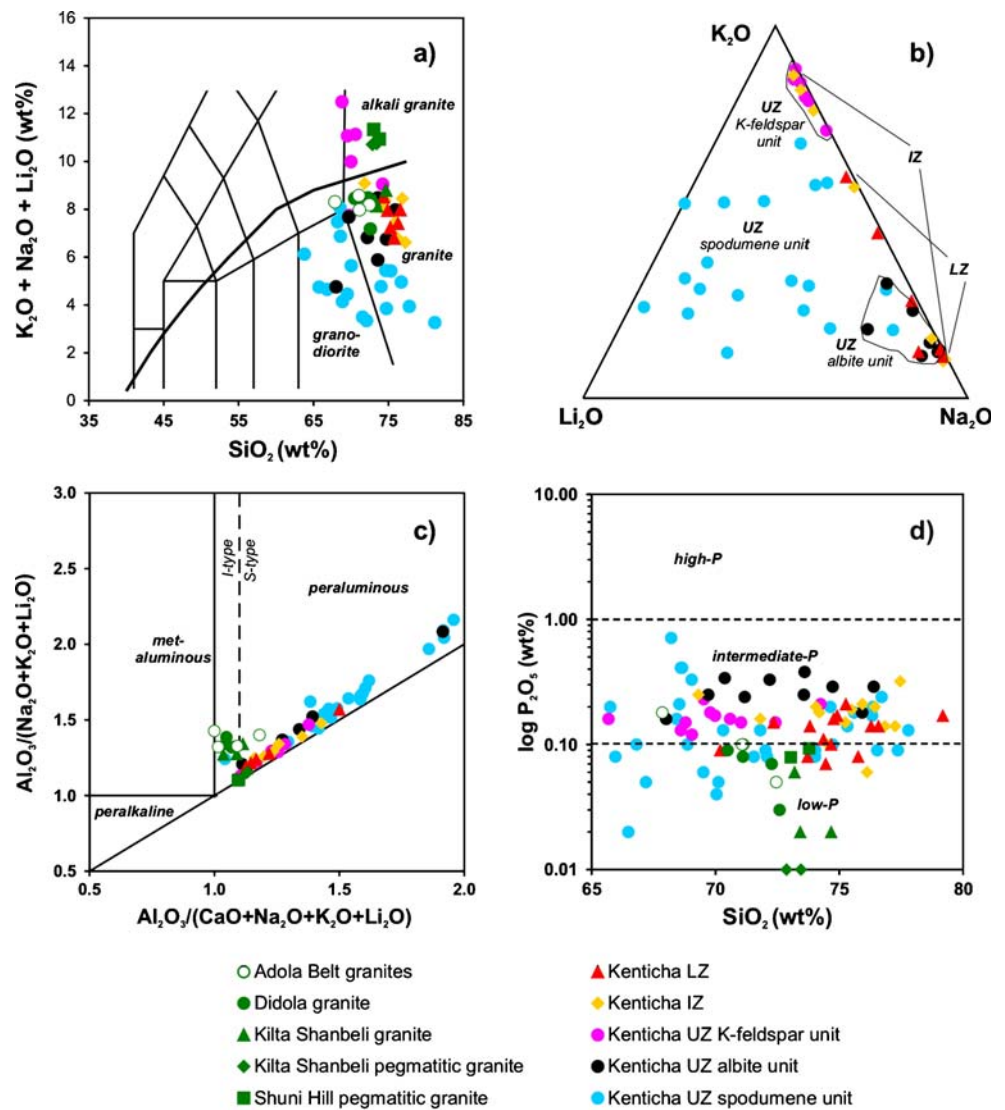 a)
K₂O + Na₂O + Li₂O (wt%)
16
14
12
10
8
6
4
2
0
35
45
55
65
75
85
SiO₂ (wt%)
alkali granite
granite
grano-
diorite
b)
K₂O
Li₂O
Na₂O
UZ
K-feldspar
unit
IZ
UZ
spodumene unit
LZ
UZ
albite unit
c)
Al₂O₃/(Na₂O+K₂O+Li₂O)
3.0
2.5
2.0
1.5
1.0
0.5
0.5
1.0
1.5
2.0
Al₂O₃/(CaO+Na₂O+K₂O+Li₂O)
I-type
S-type
peraluminous
met-
aluminous
peralkaline
d)
log P₂O₅ (wt%)
10.00
1.00
0.10
0.01
65
70
75
80
SiO₂ (wt%)
high-P
intermediate-P
low-P
Adola Belt granites
Didola granite
Kilta Shanbeli granite
Kilta Shanbeli pegmatitic granite
Shuni Hill pegmatitic granite
Kenticha LZ
Kenticha IZ
Kenticha UZ K-feldspar unit
Kenticha UZ albite unit
Kenticha UZ spodumene unit